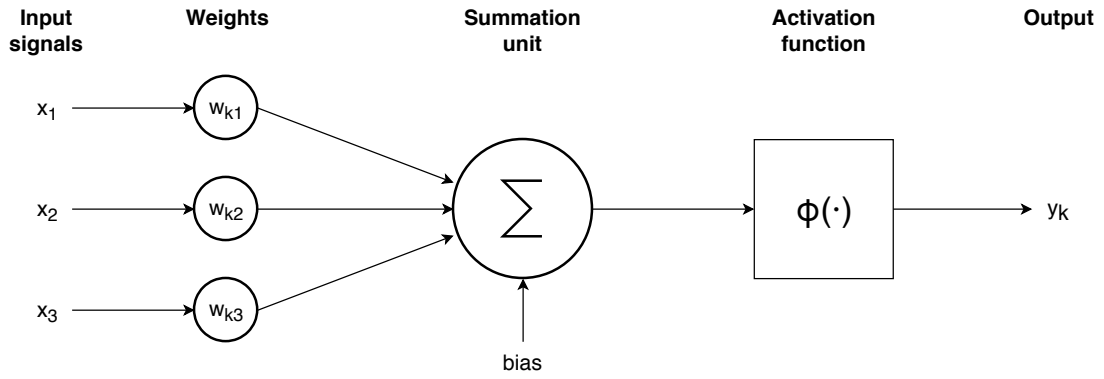 Input
signals
Weights
Summation
unit
Activation
function
Output
x1
wk1
x2
wk2
∑
ϕ(·)
yk
x3
wk3
bias